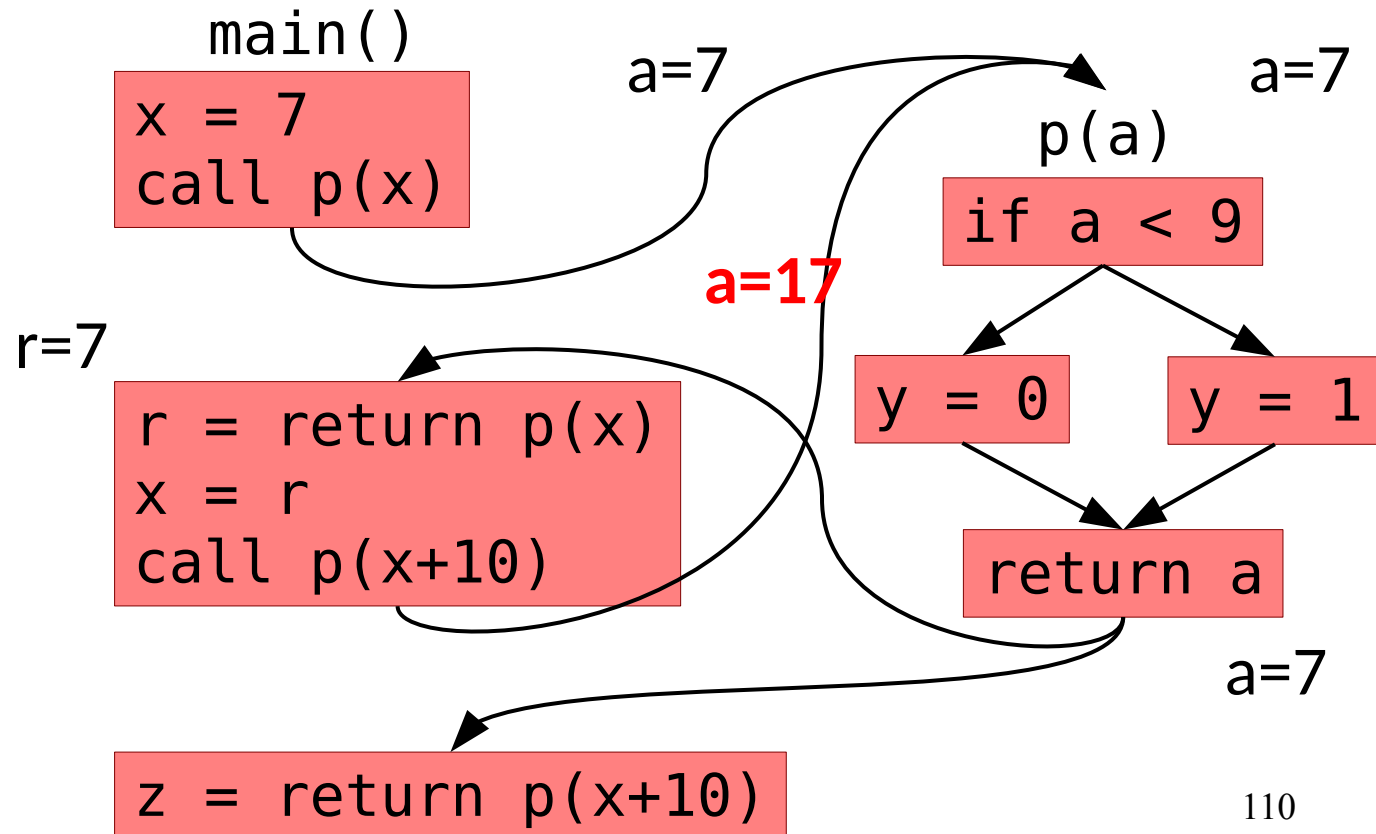 main()
x = 7
call p(x)
a=7
a=7
p(a)
if a < 9
a=17
y = 0
y = 1
r=7
r = return p(x)
x = r
call p(x+10)
return a
a=7
z = return p(x+10)
110